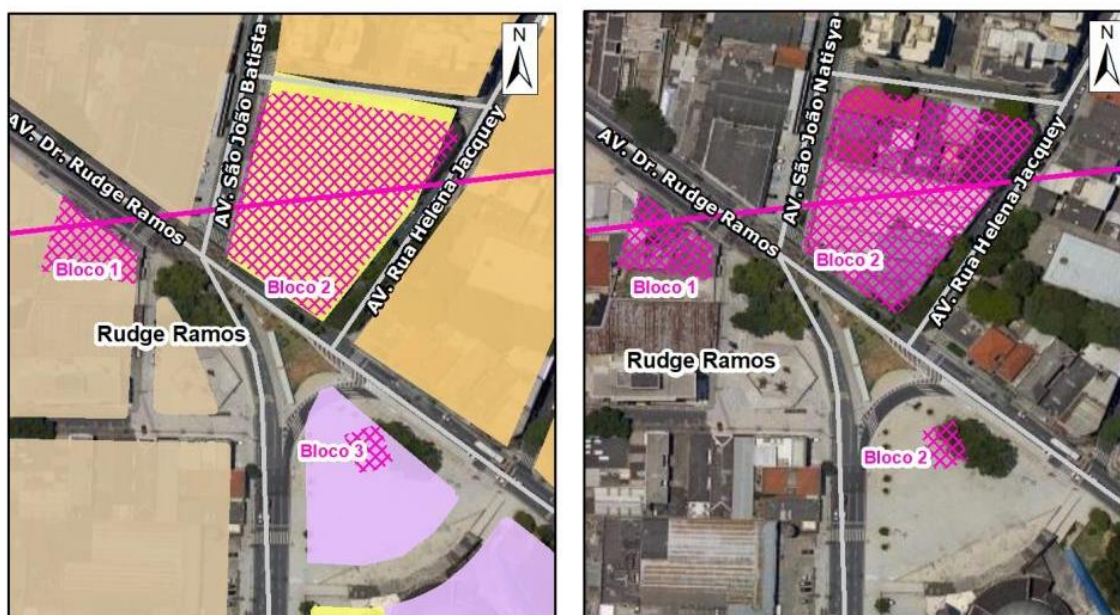 N
AV. São João Batista
AV. Dr. Rudge Ramos
AV. Rua Helena Jacquey
Bloco 1
Bloco 2
Rudge Ramos
Bloco 3
N
AV. São João Natisya
AV. Dr. Rudge Ramos
AV. Rua Helena Jacquey
Bloco 1
Bloco 2
Rudge Ramos
Bloco 2